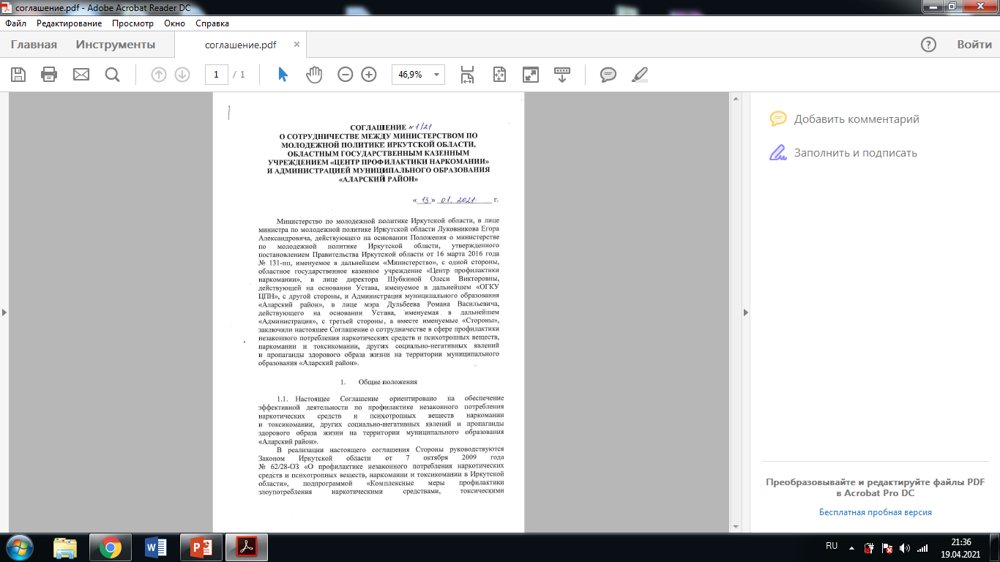 соглашение.pdf - Adobe Acrobat Reader DC
Файл Редактирование Просмотр Окно Справка
Главная Инструменты соглашение.pdf × Войти
1 / 1 46,9%
СОГЛАШЕНИЕ №1/21
О СОТРУДНИЧЕСТВЕ МЕЖДУ МИНИСТЕРСТВОМ ПО
МОЛОДЕЖНОЙ ПОЛИТИКЕ ИРКУТСКОЙ ОБЛАСТИ,
ОБЛАСТНЫМ ГОСУДАРСТВЕННЫМ КАЗЕННЫМ
УЧРЕЖДЕНИЕМ «ЦЕНТР ПРОФИЛАКТИКИ НАРКОМАНИИ»
И АДМИНИСТРАЦИЕЙ МУНИЦИПАЛЬНОГО ОБРАЗОВАНИЯ
«АЛАРСКИЙ РАЙОН»
«13» 01. 2021 г.
Министерство по молодежной политике Иркутской области, в лице
министра по молодежной политике Иркутской области Луковникова Егора
Александровича, действующего на основании Положения о министерстве
по молодежной политике Иркутской области, утвержденного
постановлением Правительства Иркутской области от 16 марта 2016 года
№ 131-пп, именуемое в дальнейшем «Министерство», с одной стороны,
областное государственное казенное учреждение «Центр профилактики
наркомании», в лице директора Шубкиной Олеси Викторовны,
действующей на основании Устава, именуемое в дальнейшем «ОГКУ
ЦПН», с другой стороны, и Администрация муниципального образования
«Аларский район», в лице мэра Дульбеева Романа Васильевича,
действующего на основании Устава, именуемая в дальнейшем
«Администрация», с третьей стороны, а вместе именуемые «Стороны»,
заключили настоящее Соглашение о сотрудничестве в сфере профилактики
незаконного потребления наркотических средств и психотропных веществ,
наркомании и токсикомании, других социально-негативных явлений
и пропаганды здорового образа жизни на территории муниципального
образования «Аларский район».
1. Общие положения
1.1. Настоящее Соглашение ориентировано на обеспечение
эффективной деятельности по профилактике незаконного потребления
наркотических средств и психотропных веществ наркомании
и токсикомании, других социально-негативных явлений и пропаганды
здорового образа жизни на территории муниципального образования
«Аларский район».
В реализации настоящего соглашения Стороны руководствуются
Законом Иркутской области от 7 октября 2009 года
№ 62/28-ОЗ «О профилактике незаконного потребления наркотических
средств и психотропных веществ, наркомании и токсикомании в Иркутской
области», подпрограммой «Комплексные меры профилактики
злоупотребления наркотическими средствами, токсическими
Добавить комментарий
Заполнить и подписать
Преобразовывайте и редактируйте файлы PDF
в Acrobat Pro DC
Бесплатная пробная версия
RU 21:36
19.04.2021